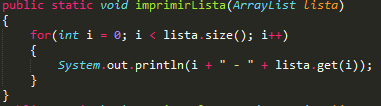 public static void imprimirLista(ArrayList lista)
{
    for(int i = 0; i < lista.size(); i++)
    {
        System.out.println(i + " - " + lista.get(i));
    }
}